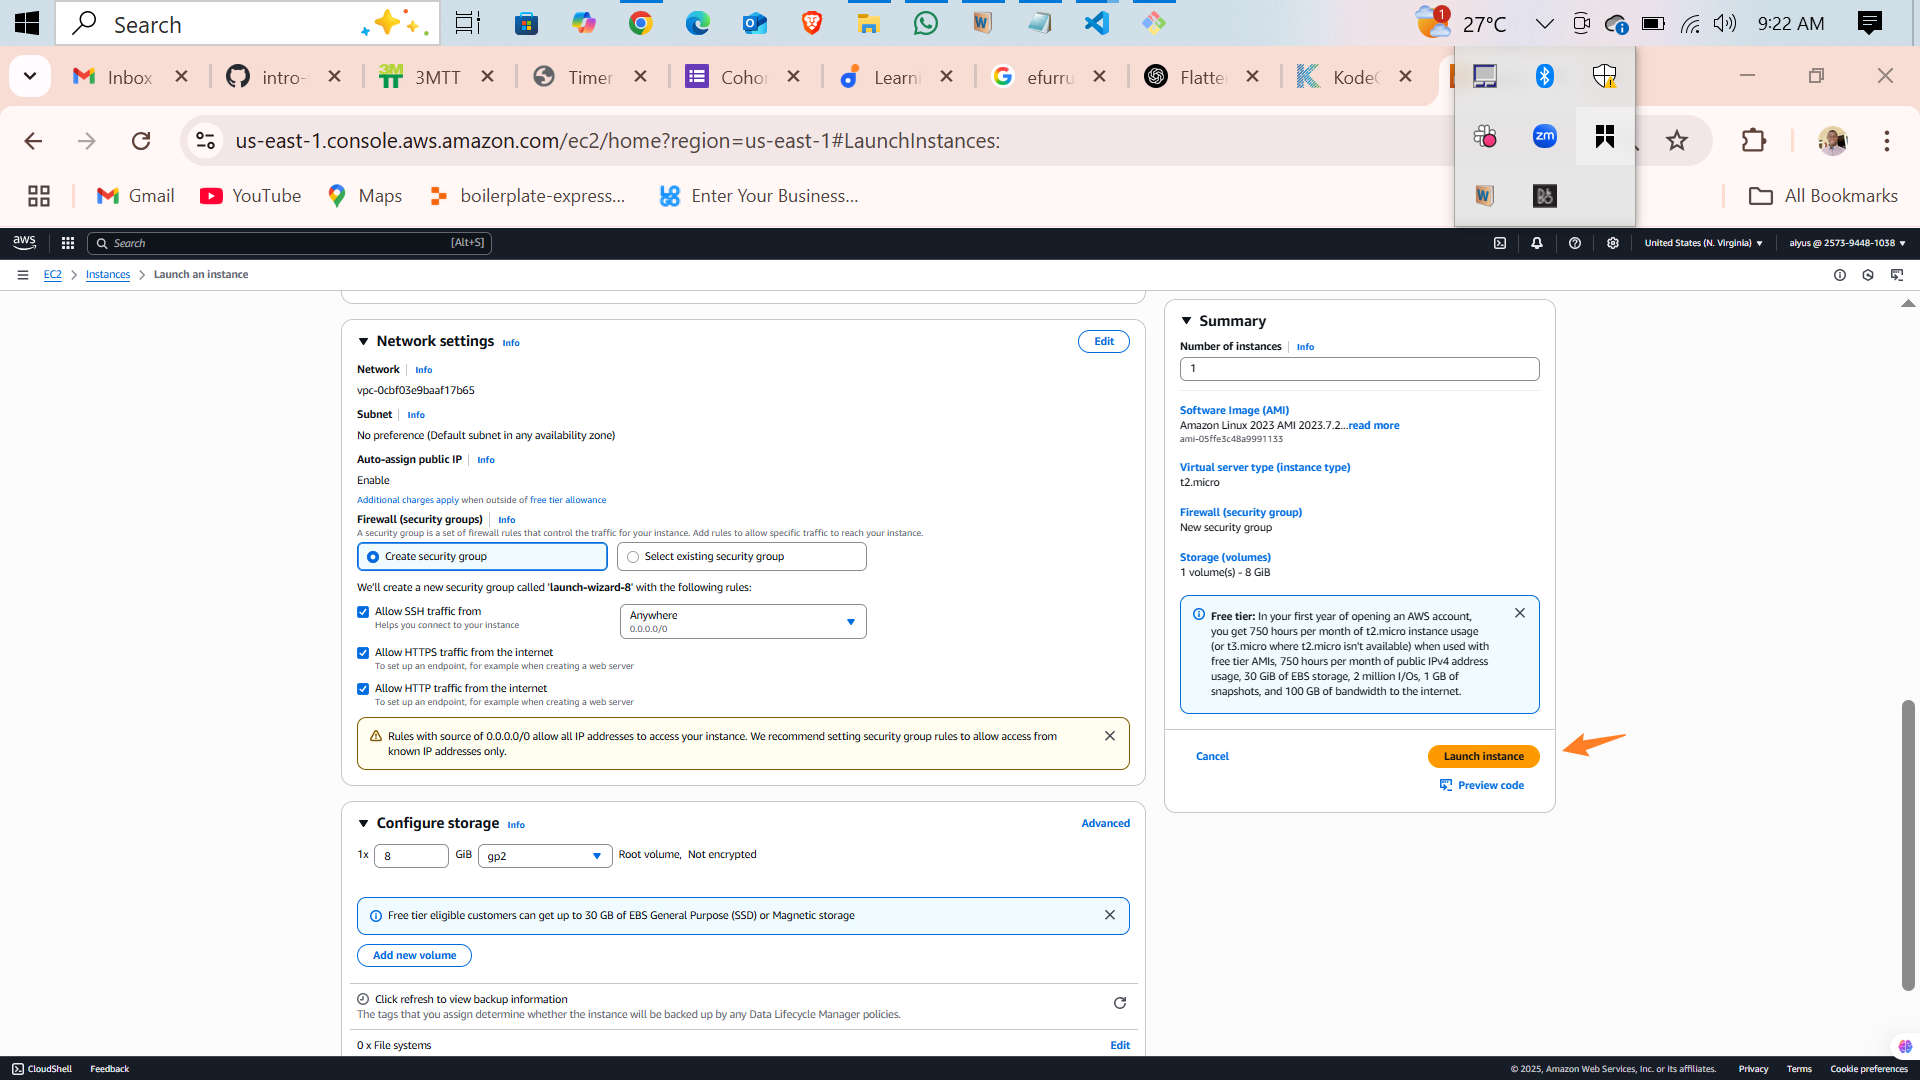 Search
1
27°C
9:22 AM
Inbox
intro-
3MTT
Timer
Cohor
Learni
efurru
Flatte
Kode
us-east-1.console.aws.amazon.com/ec2/home?region=us-east-1#LaunchInstances:
zm
Gmail
YouTube
Maps
boilerplate-express...
Enter Your Business...
All Bookmarks
aws
Search
[Alt+S]
United States (N. Virginia)
aiyus @ 2573-9448-1038
EC2
Instances
Launch an instance
Network settings Info
Edit
Network Info
vpc-0cbf03e9baaf17b65
Subnet Info
No preference (Default subnet in any availability zone)
Auto-assign public IP Info
Enable
Additional charges apply when outside of free tier allowance
Firewall (security groups) Info
A security group is a set of firewall rules that control the traffic for your instance. Add rules to allow specific traffic to reach your instance.
Create security group
Select existing security group
We'll create a new security group called 'launch-wizard-8' with the following rules:
Allow SSH traffic from
Helps you connect to your instance
Anywhere
0.0.0.0/0
Allow HTTPS traffic from the internet
To set up an endpoint, for example when creating a web server
Allow HTTP traffic from the internet
To set up an endpoint, for example when creating a web server
Rules with source of 0.0.0.0/0 allow all IP addresses to access your instance. We recommend setting security group rules to allow access from
known IP addresses only.
Configure storage Info
Advanced
1x 8 GiB gp2 Root volume, Not encrypted
Free tier eligible customers can get up to 30 GB of EBS General Purpose (SSD) or Magnetic storage
Add new volume
Click refresh to view backup information
The tags that you assign determine whether the instance will be backed up by any Data Lifecycle Manager policies.
0 x File systems
Edit
Summary
Number of instances Info
1
Software Image (AMI)
Amazon Linux 2023 AMI 2023.7.2...read more
ami-05ffe3c48a9991133
Virtual server type (instance type)
t2.micro
Firewall (security group)
New security group
Storage (volumes)
1 volume(s) - 8 GiB
Free tier: In your first year of opening an AWS account,
you get 750 hours per month of t2.micro instance usage
(or t3.micro where t2.micro isn't available) when used with
free tier AMIs, 750 hours per month of public IPv4 address
usage, 30 GiB of EBS storage, 2 million I/Os, 1 GB of
snapshots, and 100 GB of bandwidth to the internet.
Cancel
Launch instance
Preview code
CloudShell
Feedback
© 2025, Amazon Web Services, Inc. or its affiliates.
Privacy
Terms
Cookie preferences